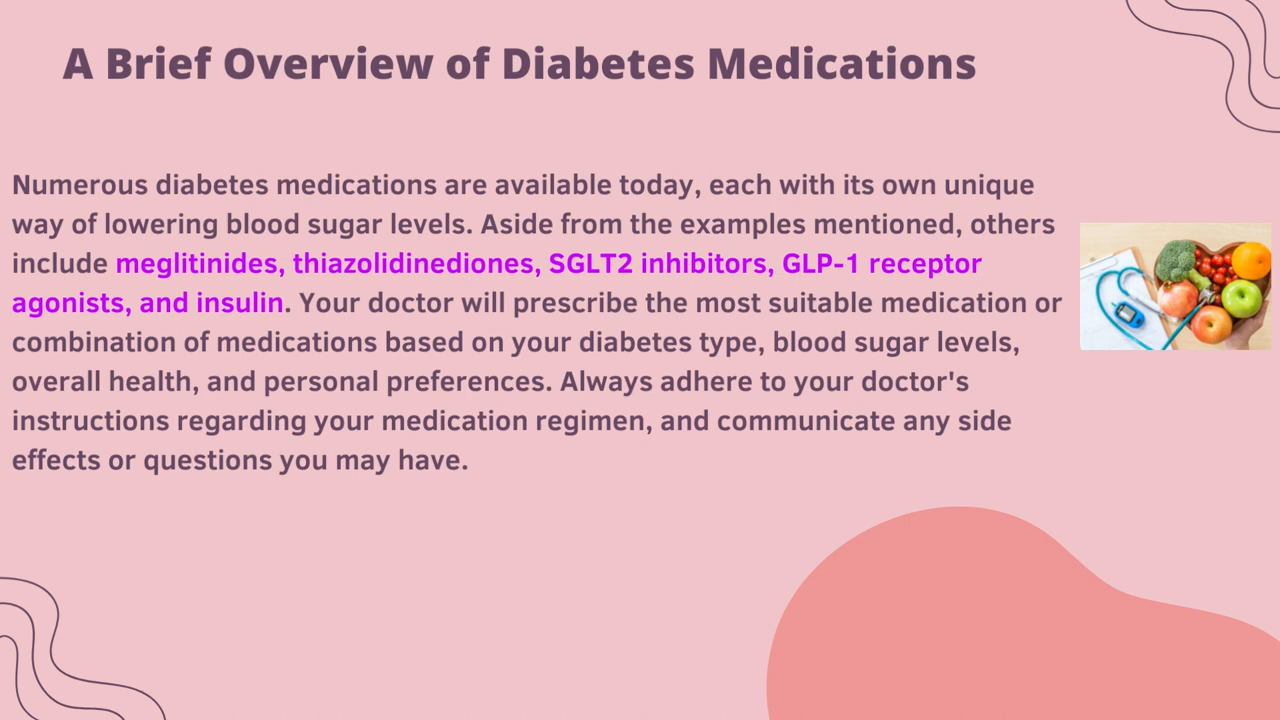 A Brief Overview of Diabetes Medications
Numerous diabetes medications are available today, each with its own unique
way of lowering blood sugar levels. Aside from the examples mentioned, others
include meglitinides, thiazolidinediones, SGLT2 inhibitors, GLP-1 receptor
agonists, and insulin. Your doctor will prescribe the most suitable medication or
combination of medications based on your diabetes type, blood sugar levels,
overall health, and personal preferences. Always adhere to your doctor's
instructions regarding your medication regimen, and communicate any side
effects or questions you may have.